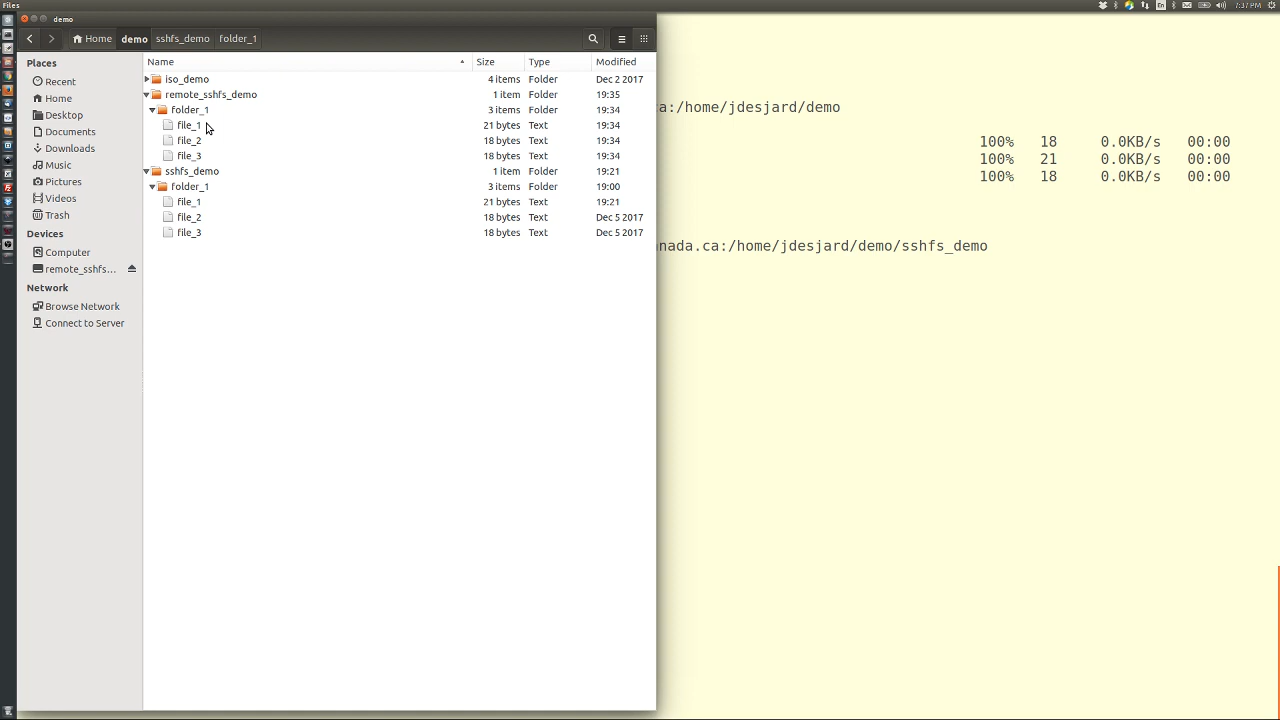 Files
En
7:37 PM
demo
Home demo sshfs_demo folder_1
Places
Recent
Home
Desktop
Documents
Downloads
Music
Pictures
Videos
Trash
Devices
Computer
remote_sshfs...
Network
Browse Network
Connect to Server
Name Size Type Modified
iso_demo 4 items Folder Dec 2 2017
remote_sshfs_demo 1 item Folder 19:35
folder_1 3 items Folder 19:34
file_1 21 bytes Text 19:34
file_2 18 bytes Text 19:34
file_3 18 bytes Text 19:34
sshfs_demo 1 item Folder 19:21
folder_1 3 items Folder 19:00
file_1 21 bytes Text 19:21
file_2 18 bytes Text Dec 5 2017
file_3 18 bytes Text Dec 5 2017
a:/home/jdesjard/demo
100% 18 0.0KB/s 00:00
100% 21 0.0KB/s 00:00
100% 18 0.0KB/s 00:00
nada.ca:/home/jdesjard/demo/sshfs_demo